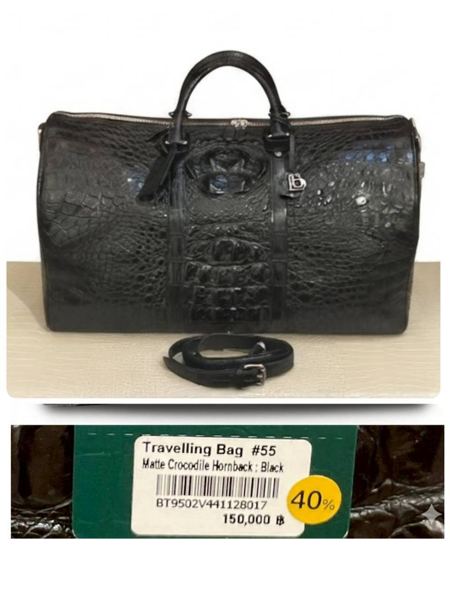 Travelling Bag #55
Matte Crocodile Hornback : Black
BT9502V441128017
150,000 ฿
40%